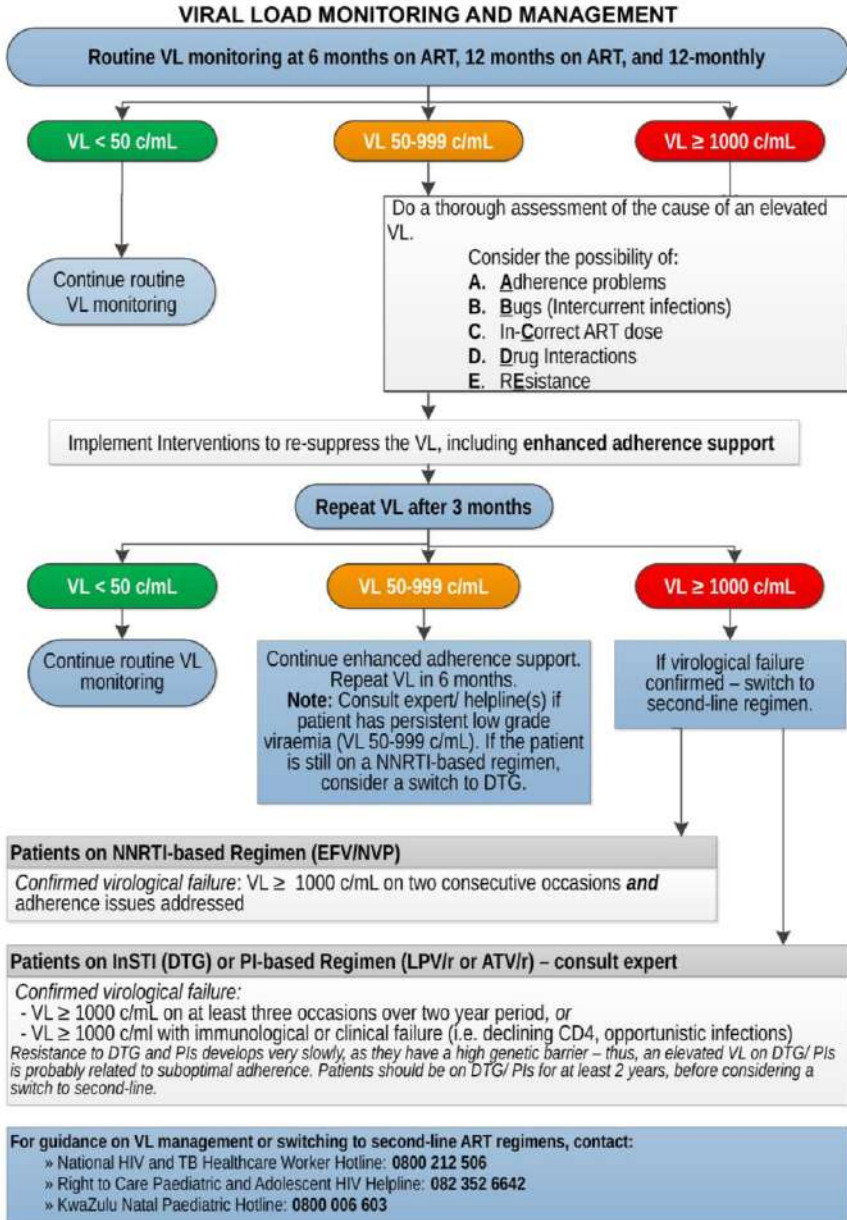 VIRAL LOAD MONITORING AND MANAGEMENT
Routine VL monitoring at 6 months on ART, 12 months on ART, and 12-monthly
VL < 50 c/mL
VL 50-999 c/mL
VL ≥ 1000 c/mL
Continue routine
VL monitoring
Do a thorough assessment of the cause of an elevated
VL.
Consider the possibility of:
A. Adherence problems
B. Bugs (Intercurrent infections)
C. In-Correct ART dose
D. Drug Interactions
E. REsistance
Implement Interventions to re-suppress the VL, including enhanced adherence support
Repeat VL after 3 months
VL < 50 c/mL
VL 50-999 c/mL
VL ≥ 1000 c/mL
Continue routine VL
monitoring
Continue enhanced adherence support.
Repeat VL in 6 months.
Note: Consult expert/ helpline(s) if
patient has persistent low grade
viraemia (VL 50-999 c/mL). If the patient
is still on a NNRTI-based regimen,
consider a switch to DTG.
If virological failure
confirmed – switch to
second-line regimen.
Patients on NNRTI-based Regimen (EFV/NVP)
Confirmed virological failure: VL ≥ 1000 c/mL on two consecutive occasions and
adherence issues addressed
Patients on InSTI (DTG) or PI-based Regimen (LPV/r or ATV/r) – consult expert
Confirmed virological failure:
- VL ≥ 1000 c/mL on at least three occasions over two year period, or
- VL ≥ 1000 c/ml with immunological or clinical failure (i.e. declining CD4, opportunistic infections)
Resistance to DTG and PIs develops very slowly, as they have a high genetic barrier – thus, an elevated VL on DTG/ PIs
is probably related to suboptimal adherence. Patients should be on DTG/ PIs for at least 2 years, before considering a
switch to second-line.
For guidance on VL management or switching to second-line ART regimens, contact:
» National HIV and TB Healthcare Worker Hotline: 0800 212 506
» Right to Care Paediatric and Adolescent HIV Helpline: 082 352 6642
» KwaZulu Natal Paediatric Hotline: 0800 006 603